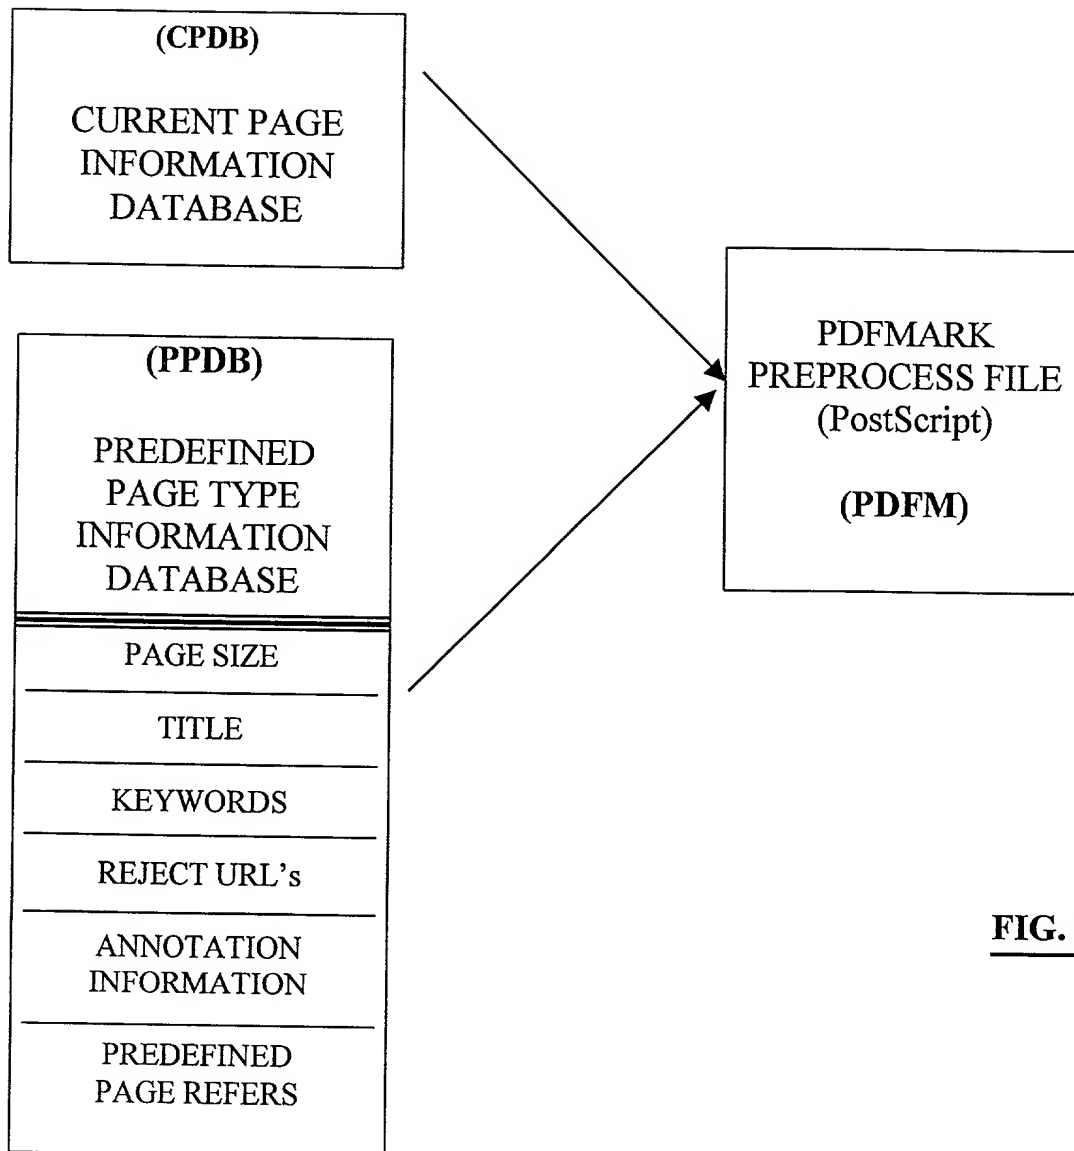 (CPDB)
CURRENT PAGE
INFORMATION
DATABASE
(PPDB)
PREDEFINED
PAGE TYPE
INFORMATION
DATABASE
PAGE SIZE
TITLE
KEYWORDS
REJECT URL's
ANNOTATION
INFORMATION
PREDEFINED
PAGE REFERS
PDFMARK
PREPROCESS FILE
(PostScript)
(PDFM)
FIG.